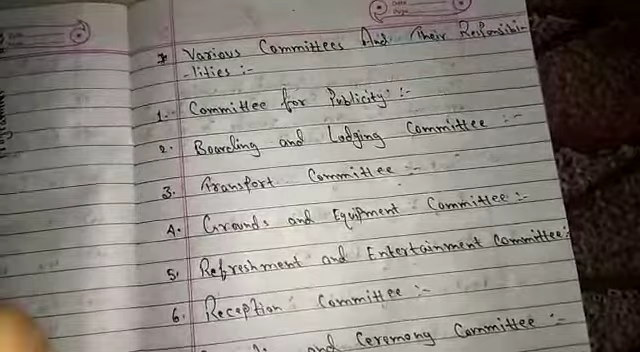 * Various Committees And Their Responsibi-
-lities :-
1. Committee for Publicity :-
2. Boarding and Lodging Committee :-
3. Transport Committee :-
4. Grounds and Equipment Committee :-
5. Refreshment and Entertainment Committee :-
6. Reception Committee :-
and Ceremony Committee :-